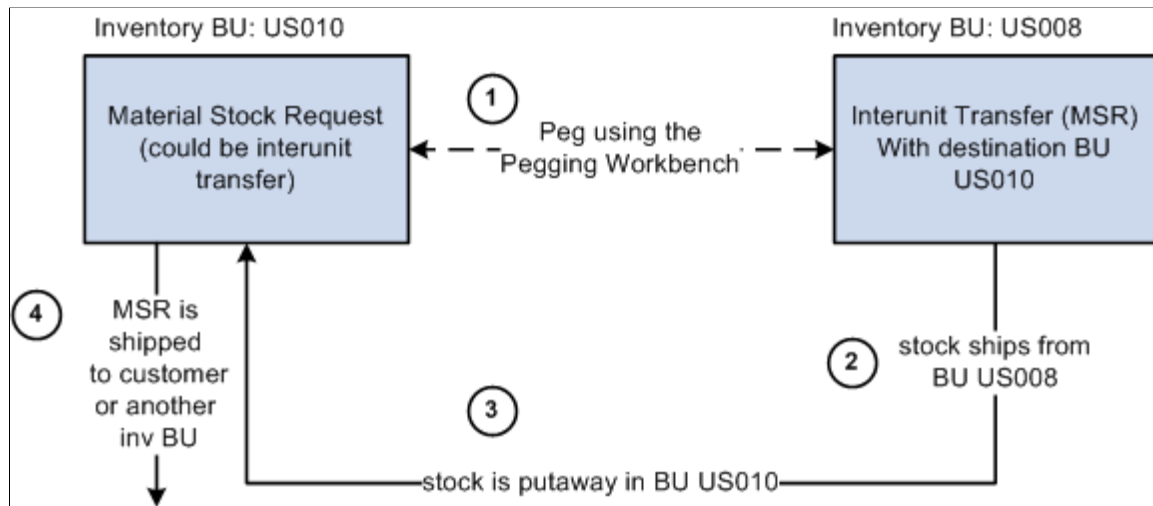 Inventory BU: US010
Inventory BU: US008
Material Stock Request
(could be interunit
transfer)
1
Peg using the
Pegging Workbench
Interunit Transfer (MSR)
With destination BU
US010
4
MSR is
shipped
to customer
or another
inv BU
2
stock ships from
BU US008
3
stock is putaway in BU US010